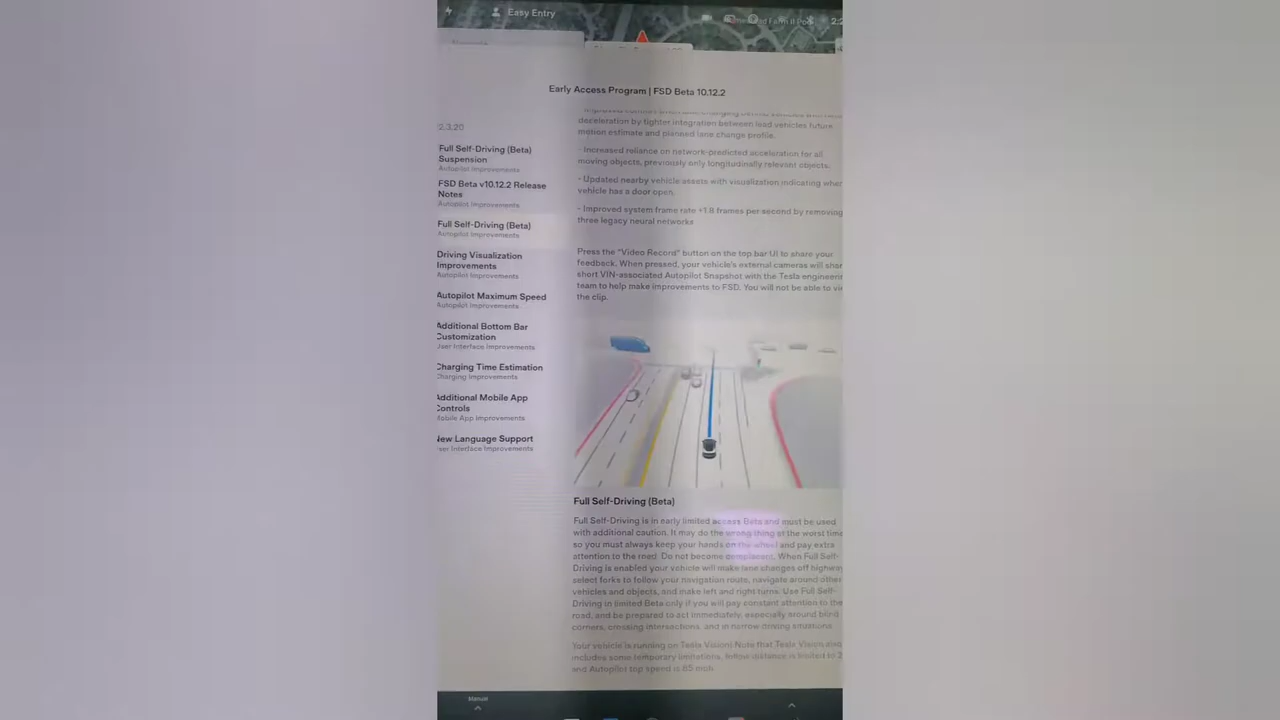 Easy Entry
2:2
Early Access Program | FSD Beta 10.12.2
2.3.20
Full Self-Driving (Beta)
Suspension
Autopilot Improvements
FSD Beta v10.12.2 Release
Notes
Autopilot Improvements
Full Self-Driving (Beta)
Autopilot Improvements
Driving Visualization
Improvements
Autopilot Improvements
Autopilot Maximum Speed
Autopilot Improvements
Additional Bottom Bar
Customization
User Interface Improvements
Charging Time Estimation
Charging Improvements
Additional Mobile App
Controls
Mobile App Improvements
New Language Support
ser Interface Improvements
deceleration by tighter integration between lead vehicles future
motion estimate and planned lane change profile.
- Increased reliance on network-predicted acceleration for all
moving objects, previously only longitudinally relevant objects.
- Updated nearby vehicle assets with visualization indicating when
vehicle has a door open.
- Improved system frame rate +1.8 frames per second by removing
three legacy neural networks
Press the "Video Record" button on the top bar UI to share your
feedback. When pressed, your vehicle's external cameras will shar
short VIN-associated Autopilot Snapshot with the Tesla engineerin
team to help make improvements to FSD. You will not be able to vie
the clip.
Full Self-Driving (Beta)
Full Self-Driving is in early limited access Beta and must be used
with additional caution. It may do the wrong thing at the worst time
so you must always keep your hands on the wheel and pay extra
attention to the road. Do not become complacent. When Full Self-
Driving is enabled your vehicle will make lane changes off highway
select forks to follow your navigation route, navigate around other
vehicles and objects, and make left and right turns. Use Full Self-
Driving in limited Beta only if you will pay constant attention to the
road, and be prepared to act immediately, especially around blind
corners, crossing intersections, and in narrow driving situations.
Your vehicle is running on Tesla Vision! Note that Tesla Vision also
includes some temporary limitations, follow distance is limited to 2
and Autopilot top speed is 85 mph
Manual